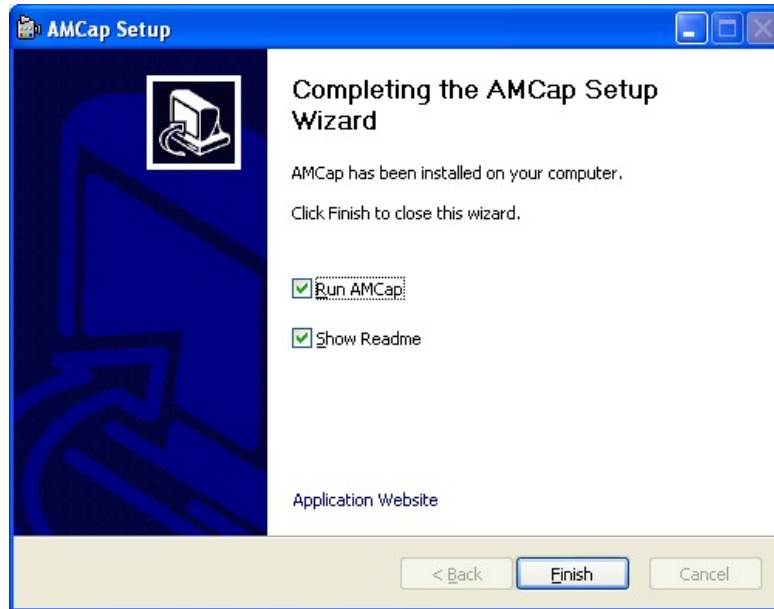 AMCap Setup
Completing the AMCap Setup
Wizard
AMCap has been installed on your computer.
Click Finish to close this wizard.
Run AMCap
Show Readme
Application Website
< Back
Finish
Cancel